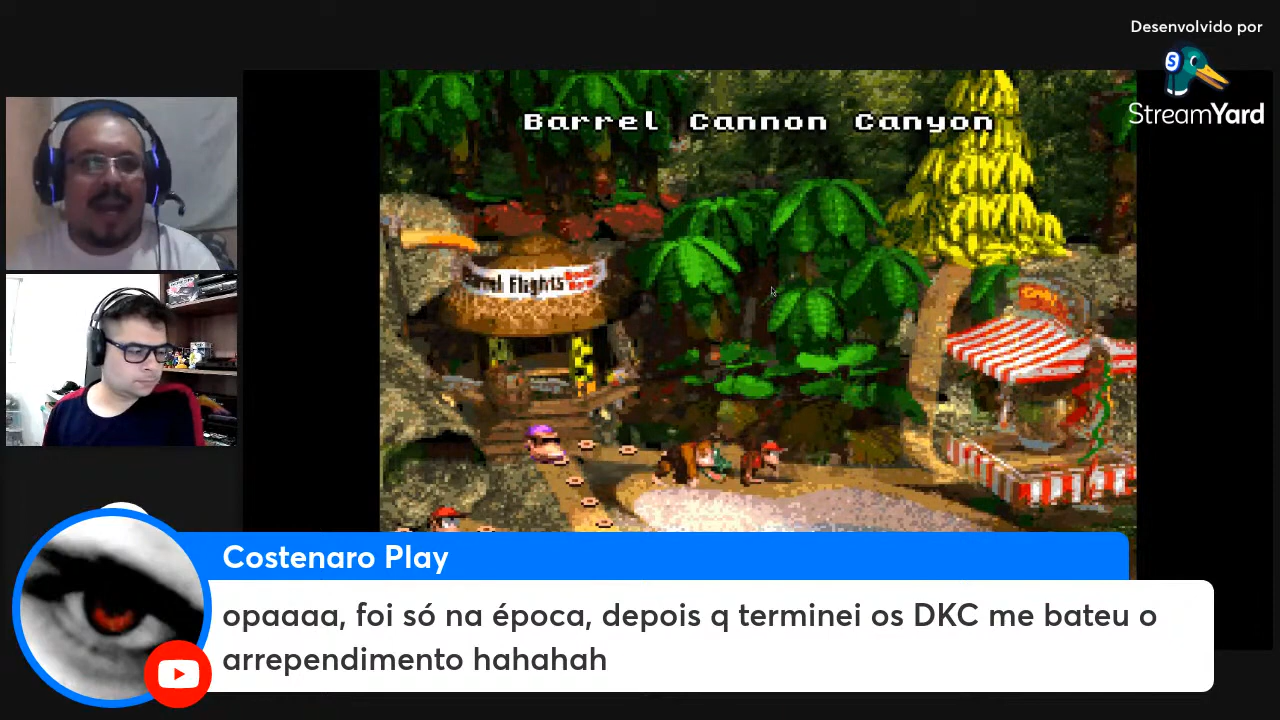 Desenvolvido por
StreamYard
Barrel Cannon Canyon
Flights
Costenaro Play
opaaaa, foi só na época, depois q terminei os DKC me bateu o
arrependimento hahahah